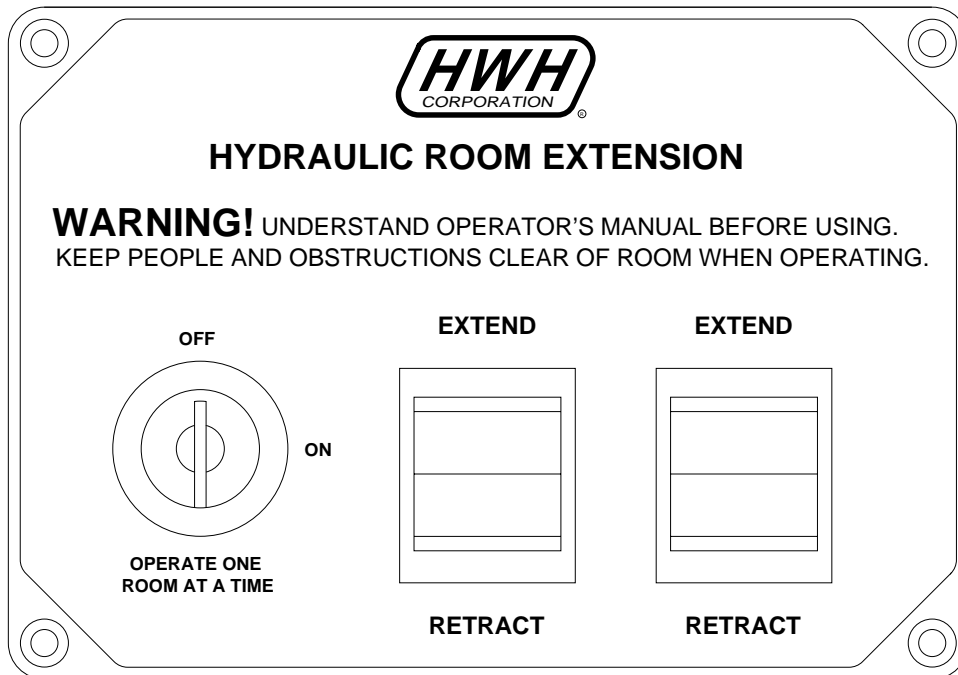 HWH
CORPORATION
®
HYDRAULIC ROOM EXTENSION
WARNING! UNDERSTAND OPERATOR'S MANUAL BEFORE USING.
KEEP PEOPLE AND OBSTRUCTIONS CLEAR OF ROOM WHEN OPERATING.
OFF
ON
OPERATE ONE
ROOM AT A TIME
EXTEND
RETRACT
EXTEND
RETRACT